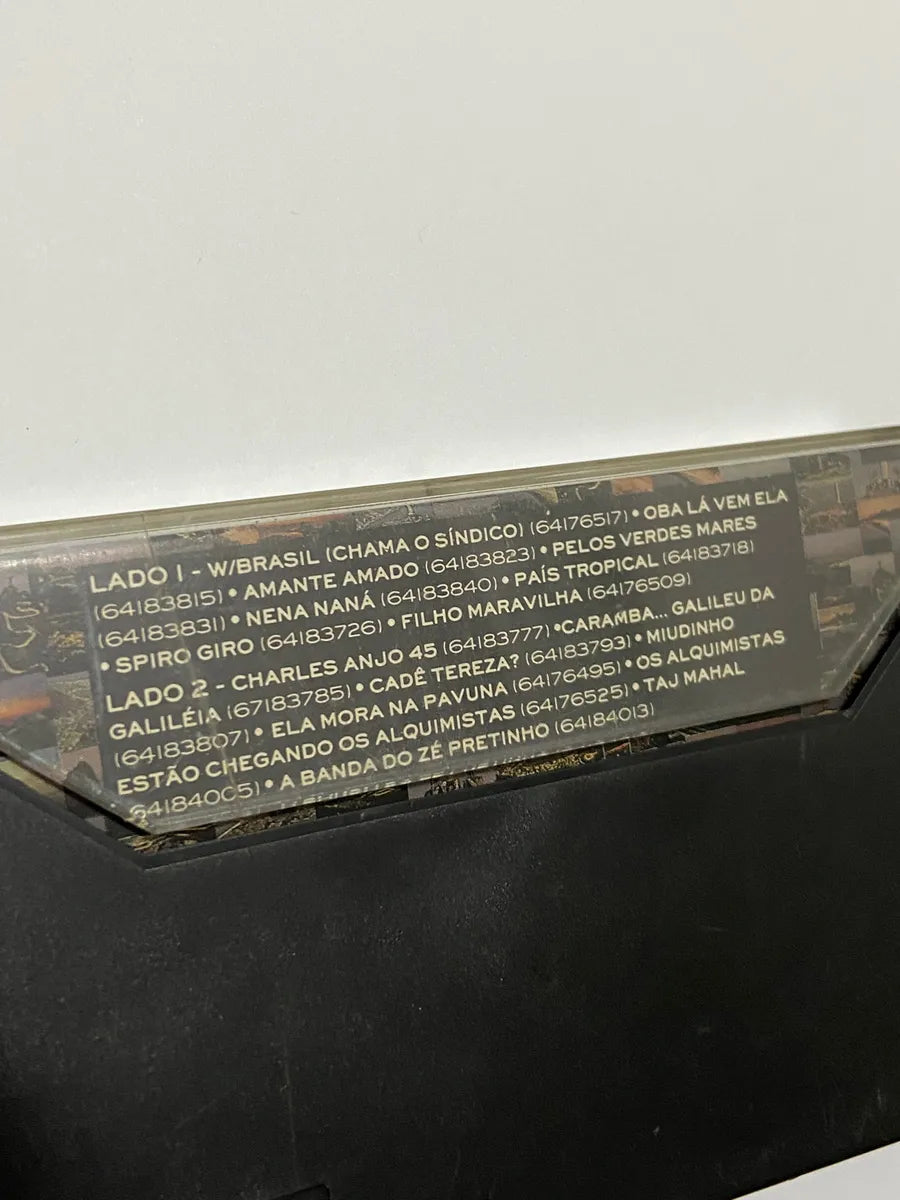 LADO 1 - W/BRASIL (CHAMA O SÍNDICO) (64176517) • OBA LÁ VEM ELA
(64183815) • AMANTE AMADO (64183823) • PELOS VERDES MARES
(64183831) • NENA NANÁ (64183840) • PAÍS TROPICAL (64183718)
• SPIRO GIRO (64183726) • FILHO MARAVILHA (64176509)
LADO 2 - CHARLES ANJO 45 (64183777) • CARAMBA... GALILEU DA
GALILÉIA (67183785) • CADÊ TEREZA? (64183793) • MIUDINHO
(64183807) • ELA MORA NA PAVUNA (64176495) • OS ALQUIMISTAS
ESTÃO CHEGANDO OS ALQUIMISTAS (64176525) • TAJ MAHAL
(64184005) • A BANDA DO ZÉ PRETINHO (64184013)